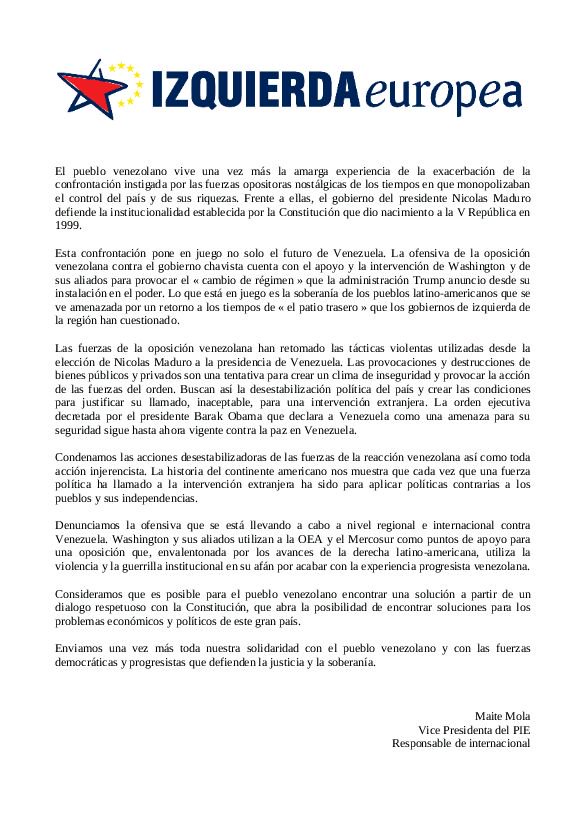 IZQUIERDA europea
El pueblo venezolano vive una vez más la amarga experiencia de la exacerbación de la
confrontación instigada por las fuerzas opositoras nostálgicas de los tiempos en que monopolizaban
el control del país y de sus riquezas. Frente a ellas, el gobierno del presidente Nicolas Maduro
defiende la institucionalidad establecida por la Constitución que dio nacimiento a la V República en
1999.
Esta confrontación pone en juego no solo el futuro de Venezuela. La ofensiva de la oposición
venezolana contra el gobierno chavista cuenta con el apoyo y la intervención de Washington y de
sus aliados para provocar el « cambio de régimen » que la administración Trump anuncio desde su
instalación en el poder. Lo que está en juego es la soberanía de los pueblos latino-americanos que se
ve amenazada por un retorno a los tiempos de « el patio trasero » que los gobiernos de izquierda de
la región han cuestionado.
Las fuerzas de la oposición venezolana han retomado las tácticas violentas utilizadas desde la
elección de Nicolas Maduro a la presidencia de Venezuela. Las provocaciones y destrucciones de
bienes públicos y privados son una tentativa para crear un clima de inseguridad y provocar la acción
de las fuerzas del orden. Buscan así la desestabilización política del país y crear las condiciones
para justificar su llamado, inaceptable, para una intervención extranjera. La orden ejecutiva
decretada por el presidente Barak Obama que declara a Venezuela como una amenaza para su
seguridad sigue hasta ahora vigente contra la paz en Venezuela.
Condenamos las acciones desestabilizadoras de las fuerzas de la reacción venezolana así como toda
acción injerencista. La historia del continente americano nos muestra que cada vez que una fuerza
política ha llamado a la intervención extranjera ha sido para aplicar políticas contrarias a los
pueblos y sus independencias.
Denunciamos la ofensiva que se está llevando a cabo a nivel regional e internacional contra
Venezuela. Washington y sus aliados utilizan a la OEA y el Mercosur como puntos de apoyo para
una oposición que, envalentonada por los avances de la derecha latino-americana, utiliza la
violencia y la guerrilla institucional en su afán por acabar con la experiencia progresista venezolana.
Consideramos que es posible para el pueblo venezolano encontrar una solución a partir de un
dialogo respetuoso con la Constitución, que abra la posibilidad de encontrar soluciones para los
problemas económicos y políticos de este gran país.
Enviamos una vez más toda nuestra solidaridad con el pueblo venezolano y con las fuerzas
democráticas y progresistas que defienden la justicia y la soberanía.
Maite Mola
Vice Presidenta del PIE
Responsable de internacional